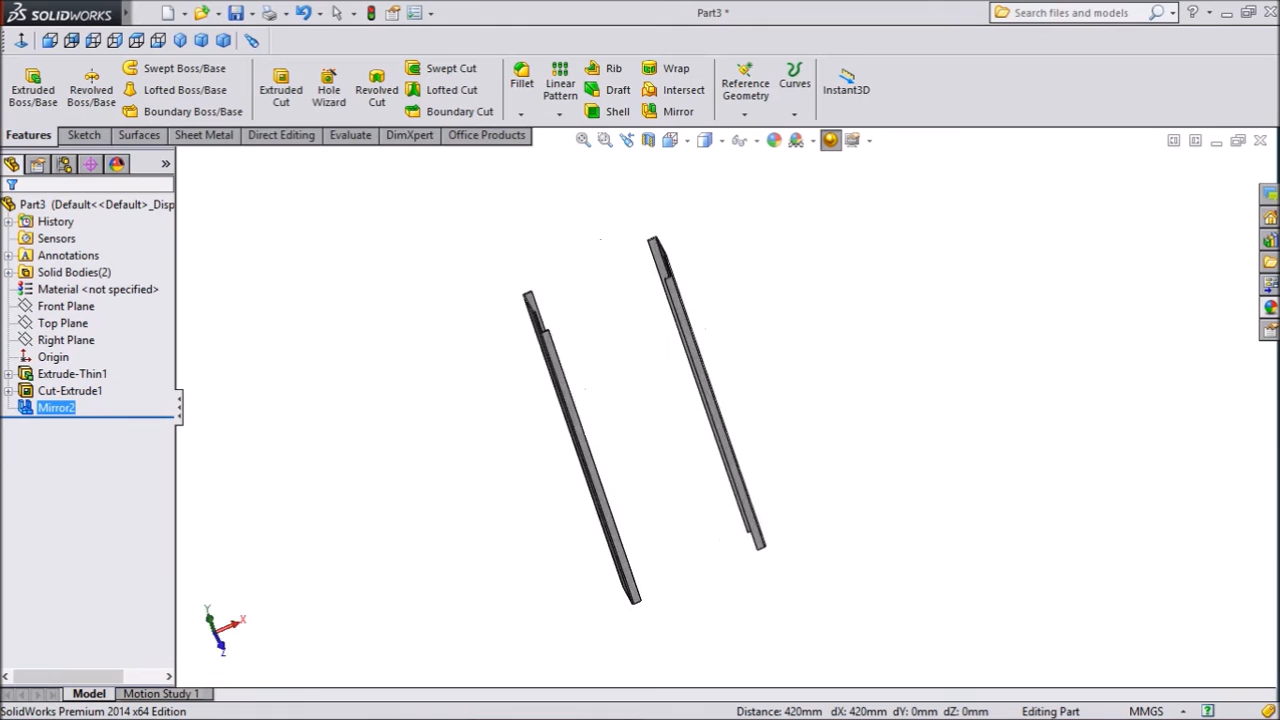 SOLIDWORKS
Part3 *
Search files and models
Extruded Boss/Base
Revolved Boss/Base
Swept Boss/Base
Lofted Boss/Base
Boundary Boss/Base
Extruded Cut
Hole Wizard
Revolved Cut
Swept Cut
Lofted Cut
Boundary Cut
Fillet
Linear Pattern
Rib
Draft
Shell
Wrap
Intersect
Mirror
Reference Geometry
Curves
Instant3D
Features Sketch Surfaces Sheet Metal Direct Editing Evaluate DimXpert Office Products
Part3 (Default<<Default>_Disp
History
Sensors
Annotations
Solid Bodies(2)
Material <not specified>
Front Plane
Top Plane
Right Plane
Origin
Extrude-Thin1
Cut-Extrude1
Mirror2
Y
X
Z
Model Motion Study 1
SolidWorks Premium 2014 x64 Edition Distance: 420mm dX: 420mm dY: 0mm dZ: 0mm Editing Part MMGS